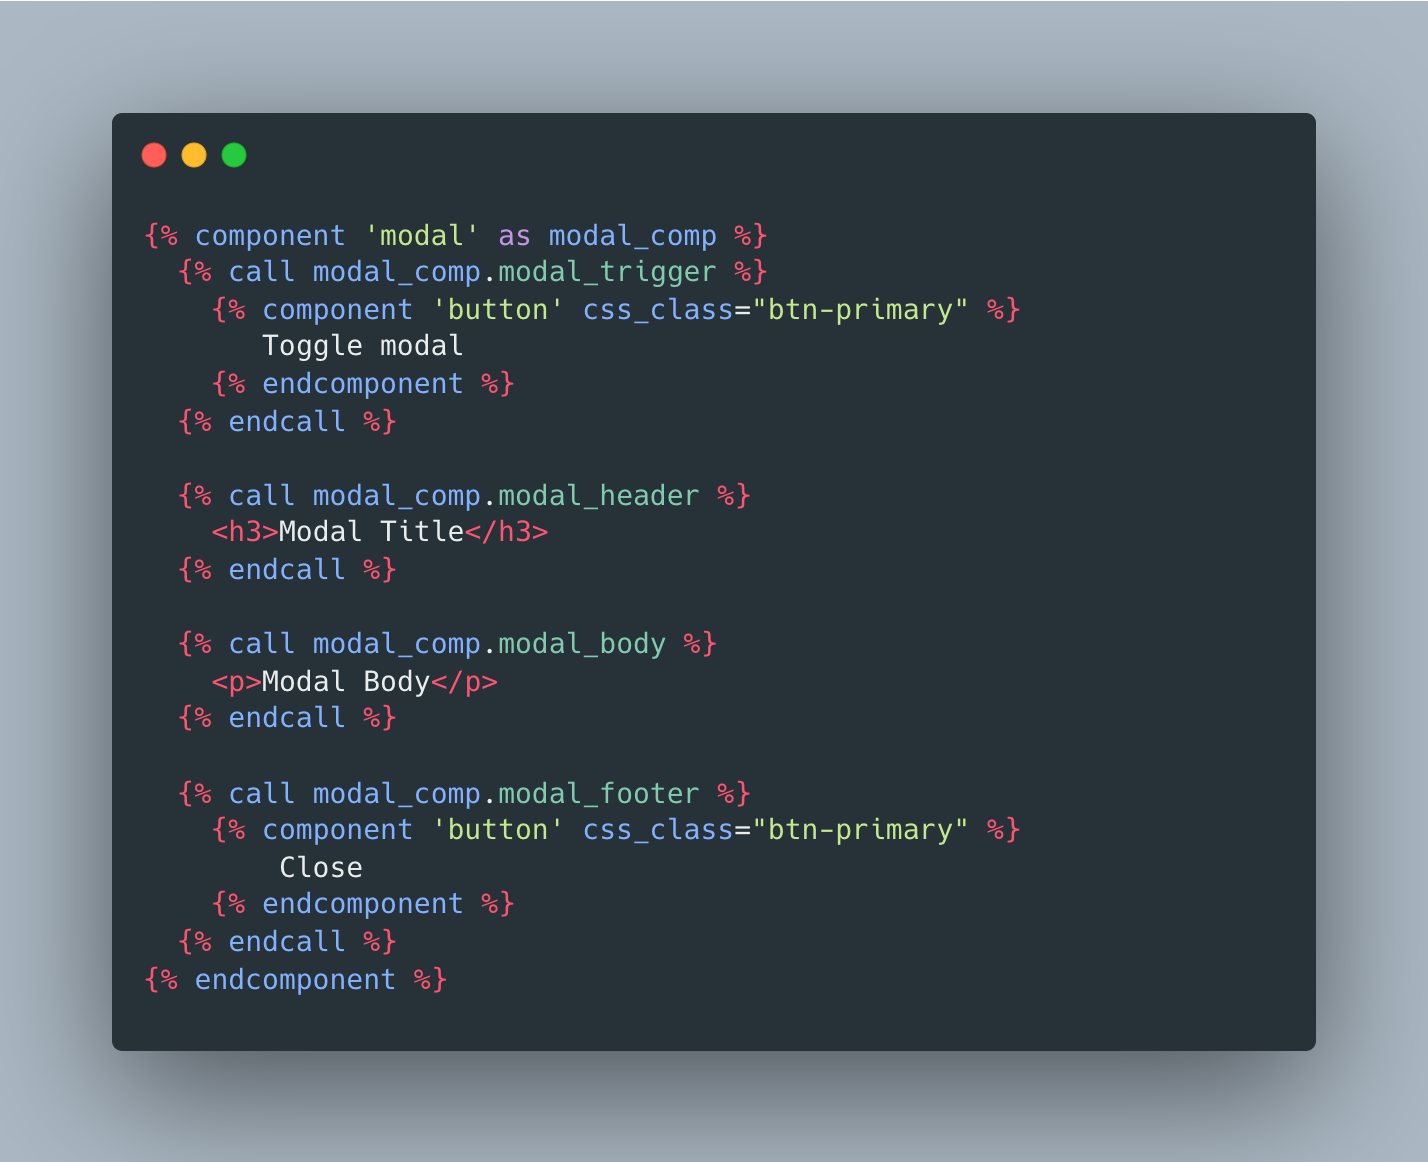 {% component 'modal' as modal_comp %}
  {% call modal_comp.modal_trigger %}
    {% component 'button' css_class="btn-primary" %}
       Toggle modal
    {% endcomponent %}
  {% endcall %}

  {% call modal_comp.modal_header %}
    <h3>Modal Title</h3>
  {% endcall %}

  {% call modal_comp.modal_body %}
    <p>Modal Body</p>
  {% endcall %}

  {% call modal_comp.modal_footer %}
    {% component 'button' css_class="btn-primary" %}
        Close
    {% endcomponent %}
  {% endcall %}
{% endcomponent %}